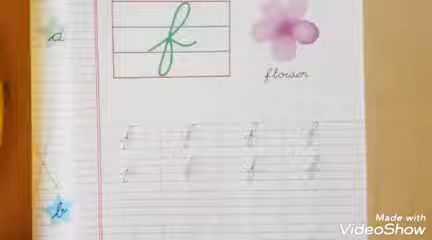 a
f
flower
f f f f
f f f f
b
Made with
VideoShow